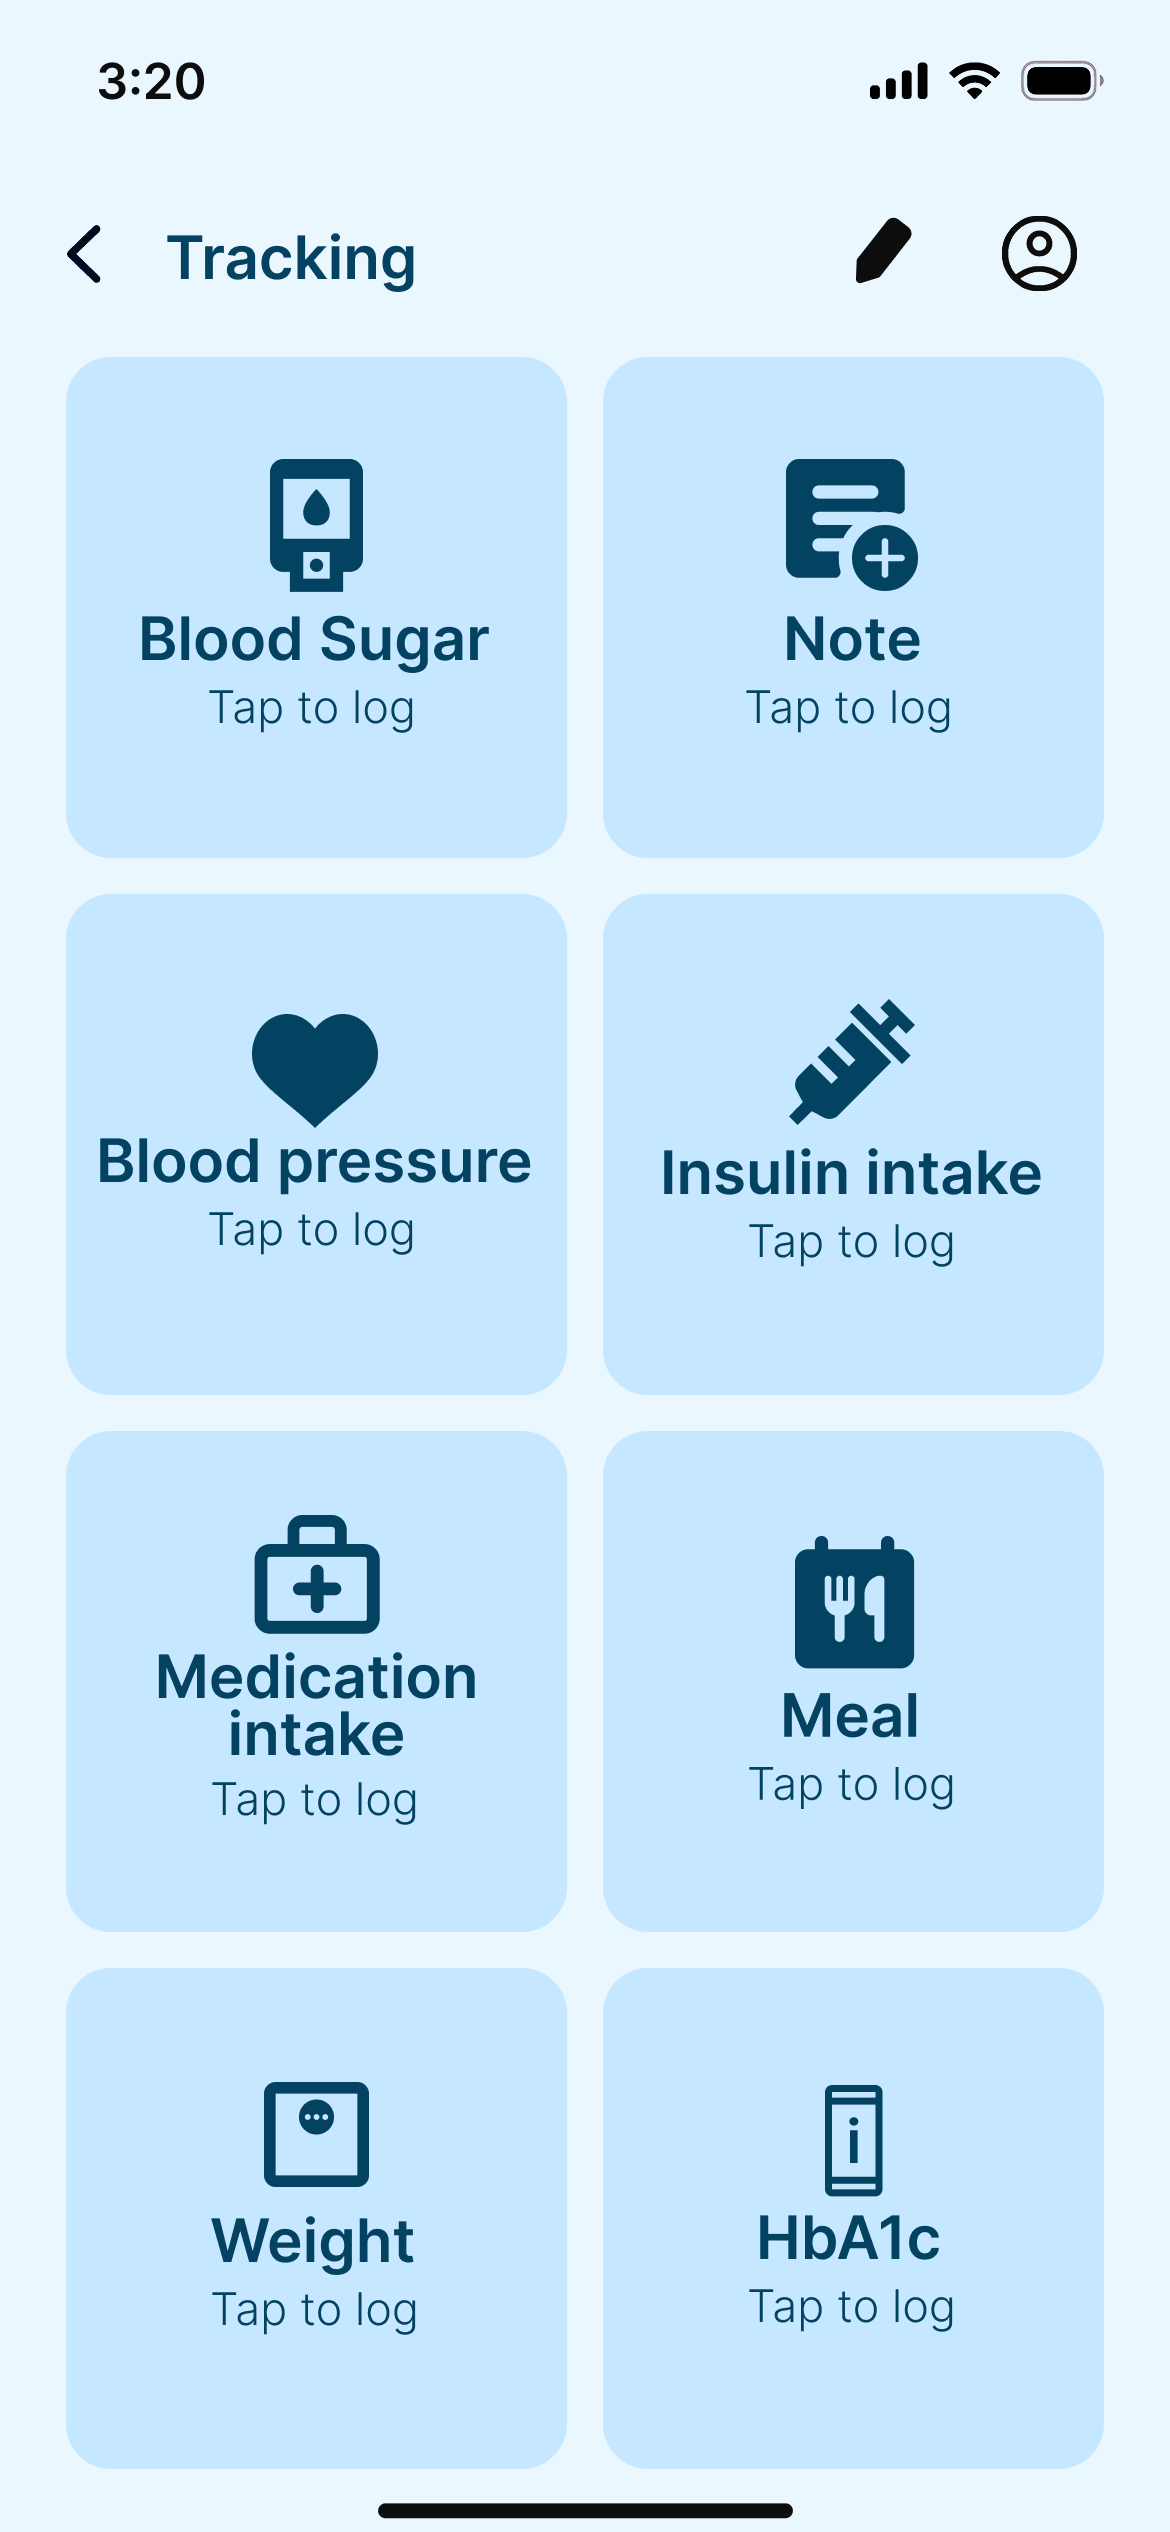 3:20
Tracking
Blood Sugar
Tap to log
Note
Tap to log
Blood pressure
Tap to log
Insulin intake
Tap to log
Medication
intake
Tap to log
Meal
Tap to log
Weight
Tap to log
i
HbA1c
Tap to log